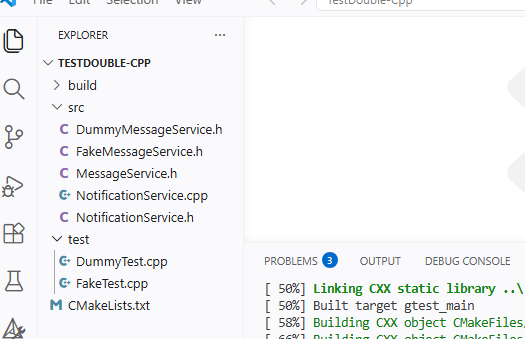 File Edit Selection View
TestDouble-Cpp
EXPLORER ...
TESTDOUBLE-CPP
build
src
DummyMessageService.h
FakeMessageService.h
MessageService.h
NotificationService.cpp
NotificationService.h
test
DummyTest.cpp
FakeTest.cpp
CMakeLists.txt
PROBLEMS 3 OUTPUT DEBUG CONSOLE
[ 50%] Linking CXX static library ..\
[ 50%] Built target gtest_main
[ 58%] Building CXX object CMakeFiles
[ 66%] Building CXX object CMakeFiles